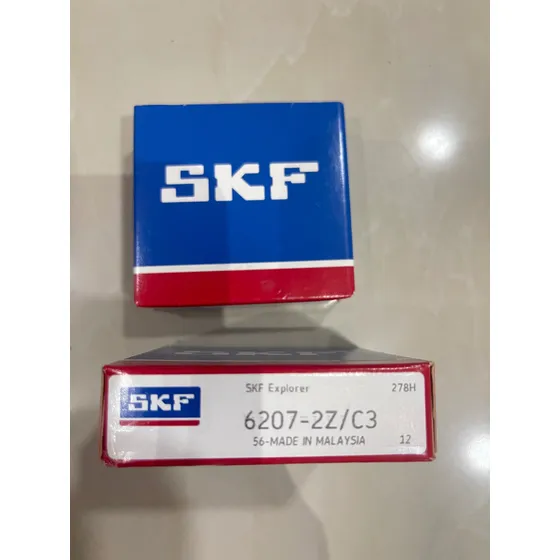 SKF
SKF
SKF Explorer 278H
6207-2Z/C3
56-MADE IN MALAYSIA 12